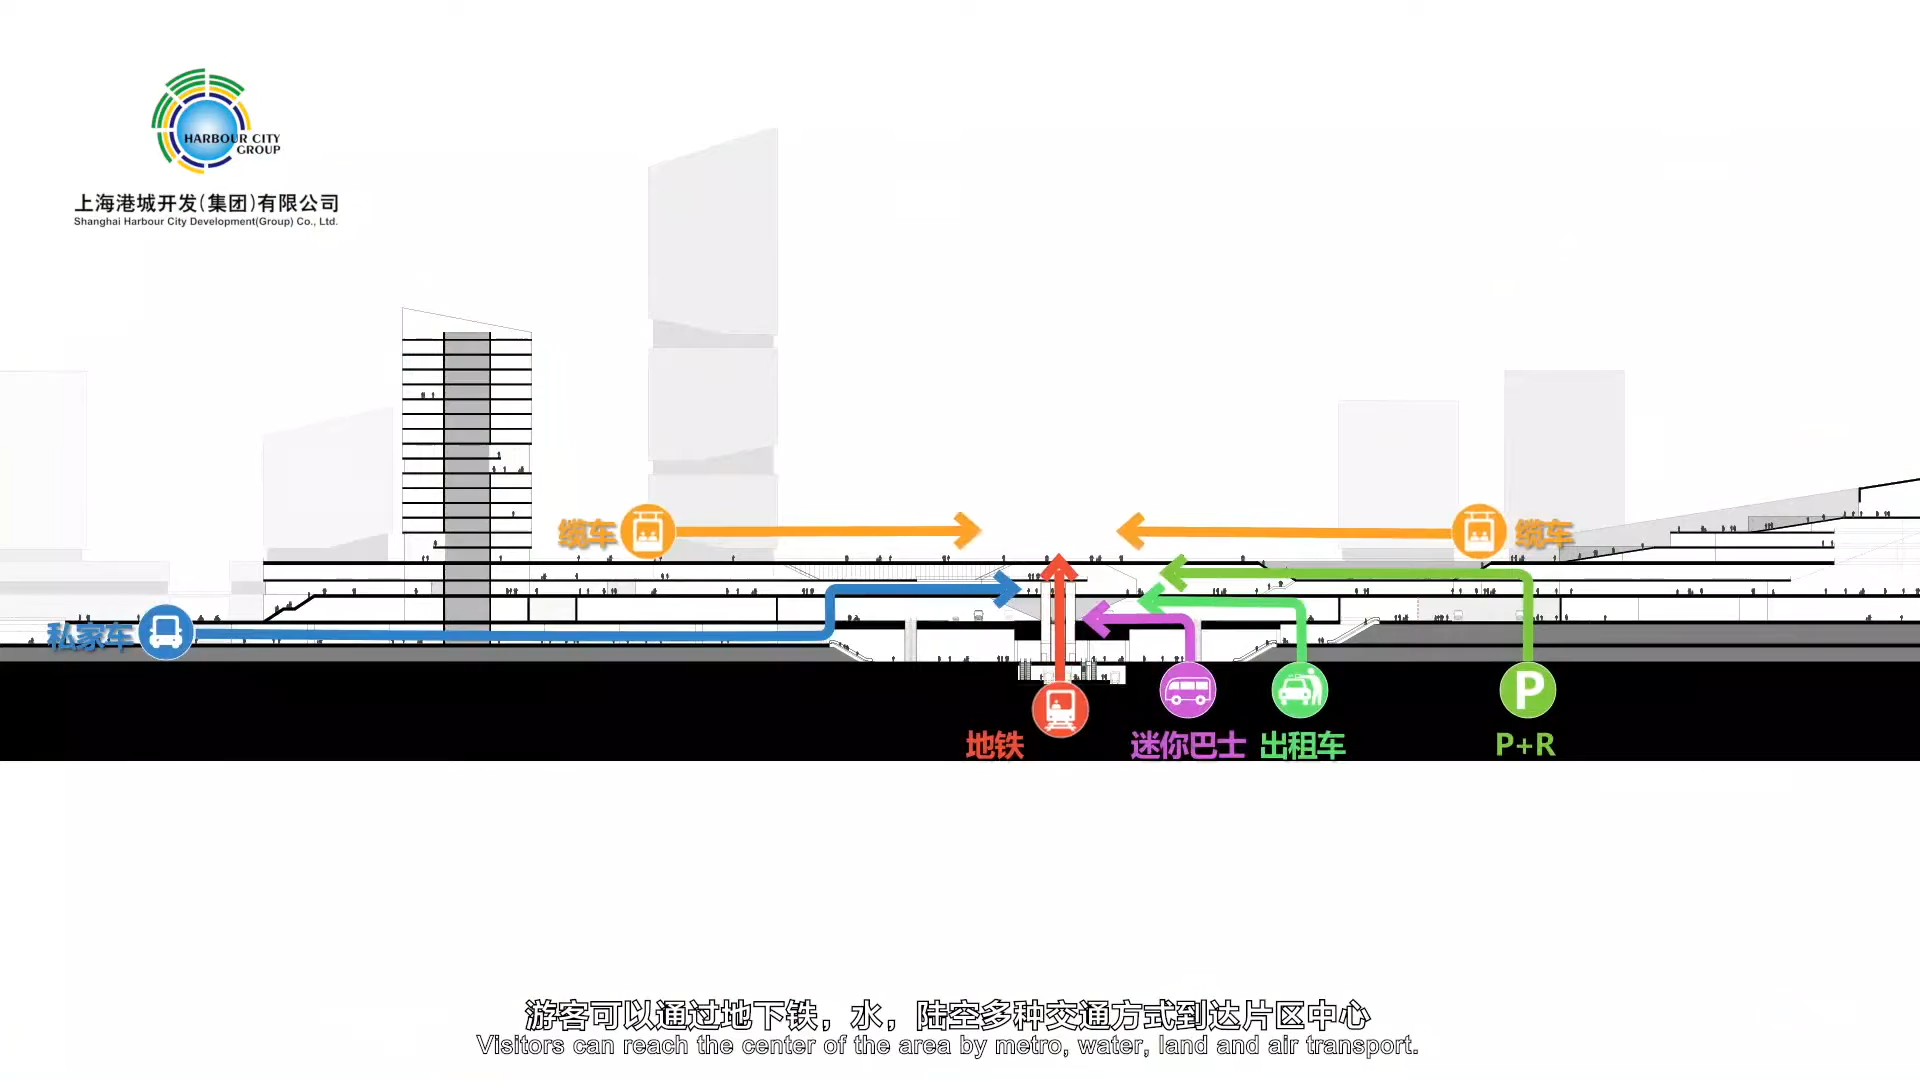 HARBOUR CITY
GROUP
上海港城开发(集团)有限公司
Shanghai Harbour City Development(Group) Co., Ltd.
缆车
缆车
私家车
地铁
迷你巴士
出租车
P
P+R
游客可以通过地下铁，水，陆空多种交通方式到达片区中心
Visitors can reach the center of the area by metro, water, land and air transport.